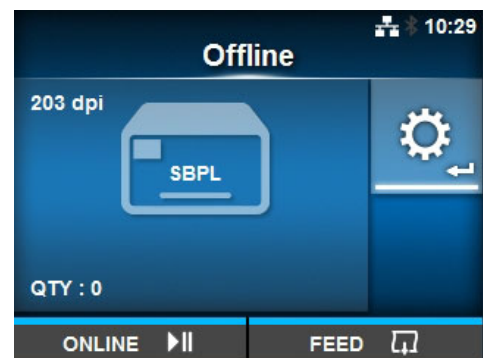 10:29
Offline
203 dpi
SBPL
QTY : 0
ONLINE FEED